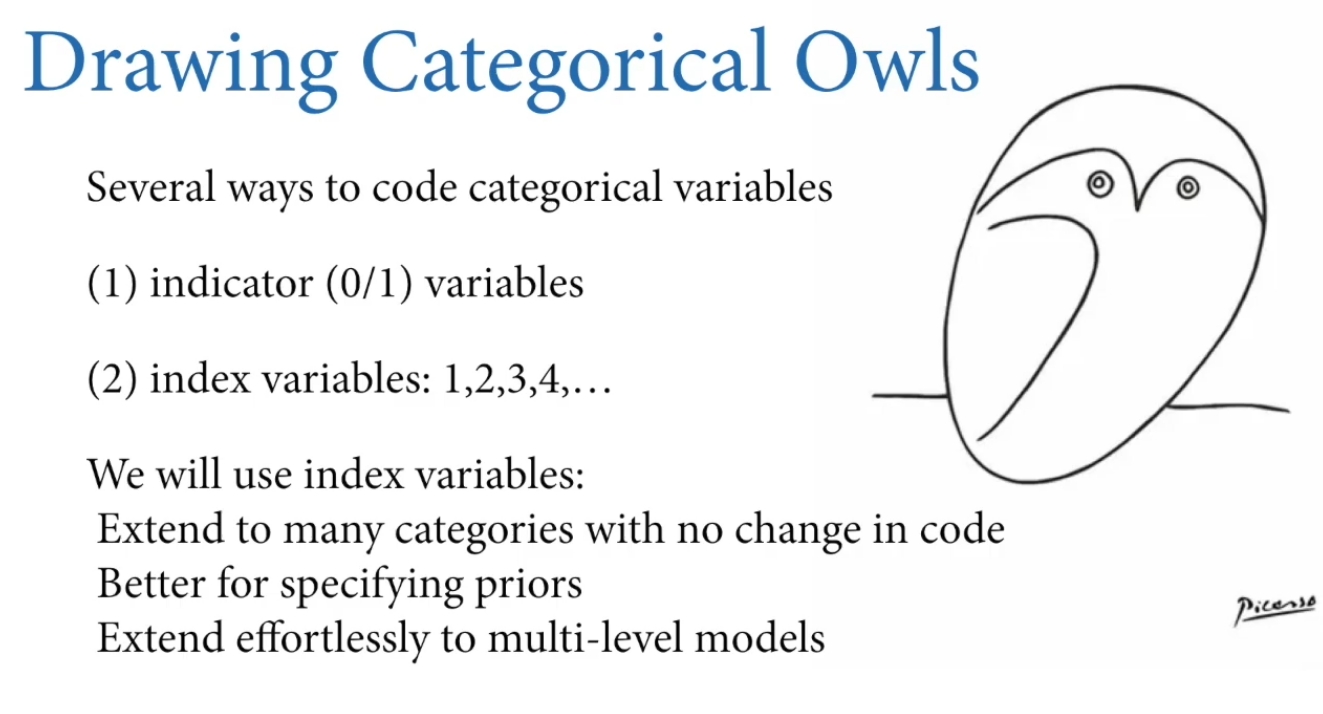 Drawing Categorical Owls
Several ways to code categorical variables
(1) indicator (0/1) variables
(2) index variables: 1,2,3,4,…
We will use index variables:
Extend to many categories with no change in code
Better for specifying priors
Extend effortlessly to multi-level models
Picasso